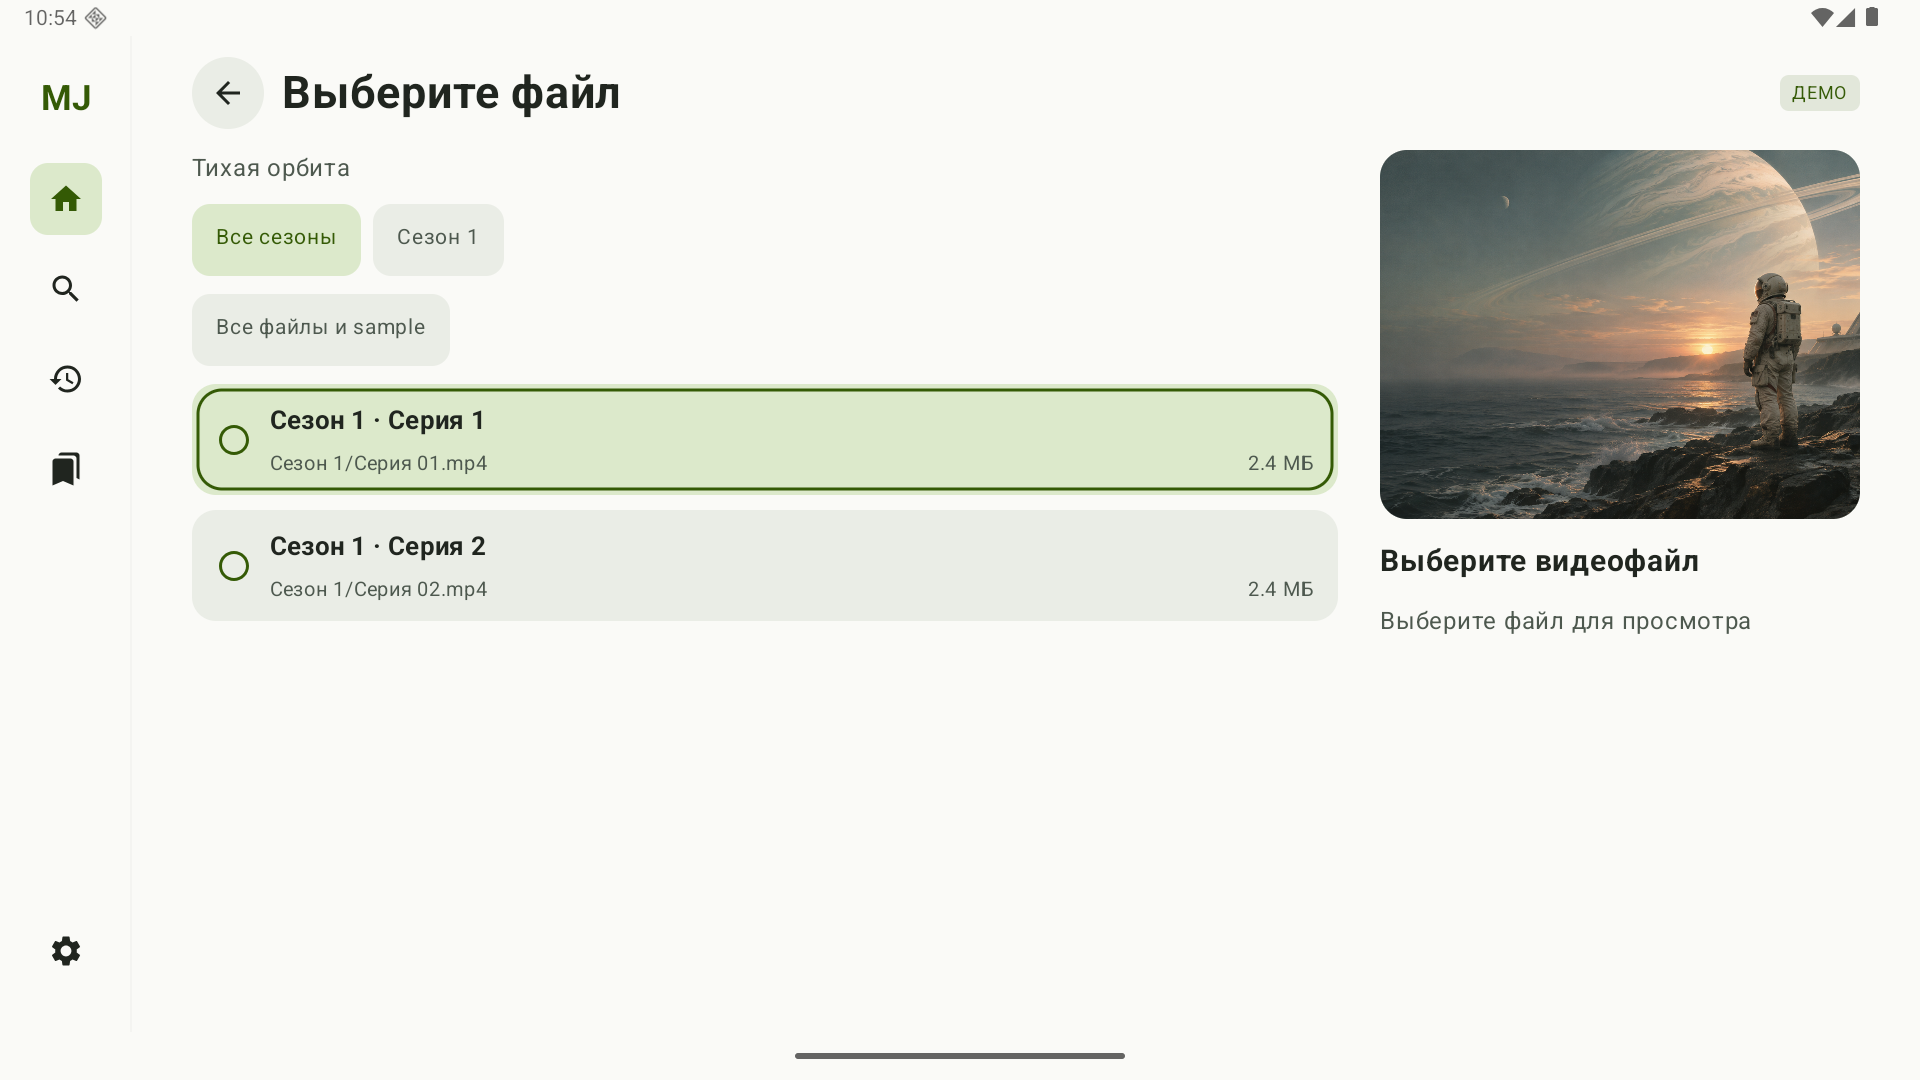 10:54
MJ
Выберите файл
ДЕМО
Тихая орбита
Все сезоны
Сезон 1
Все файлы и sample
Сезон 1 · Серия 1
Сезон 1/Серия 01.mp4
2.4 МБ
Сезон 1 · Серия 2
Сезон 1/Серия 02.mp4
2.4 МБ
Выберите видеофайл
Выберите файл для просмотра